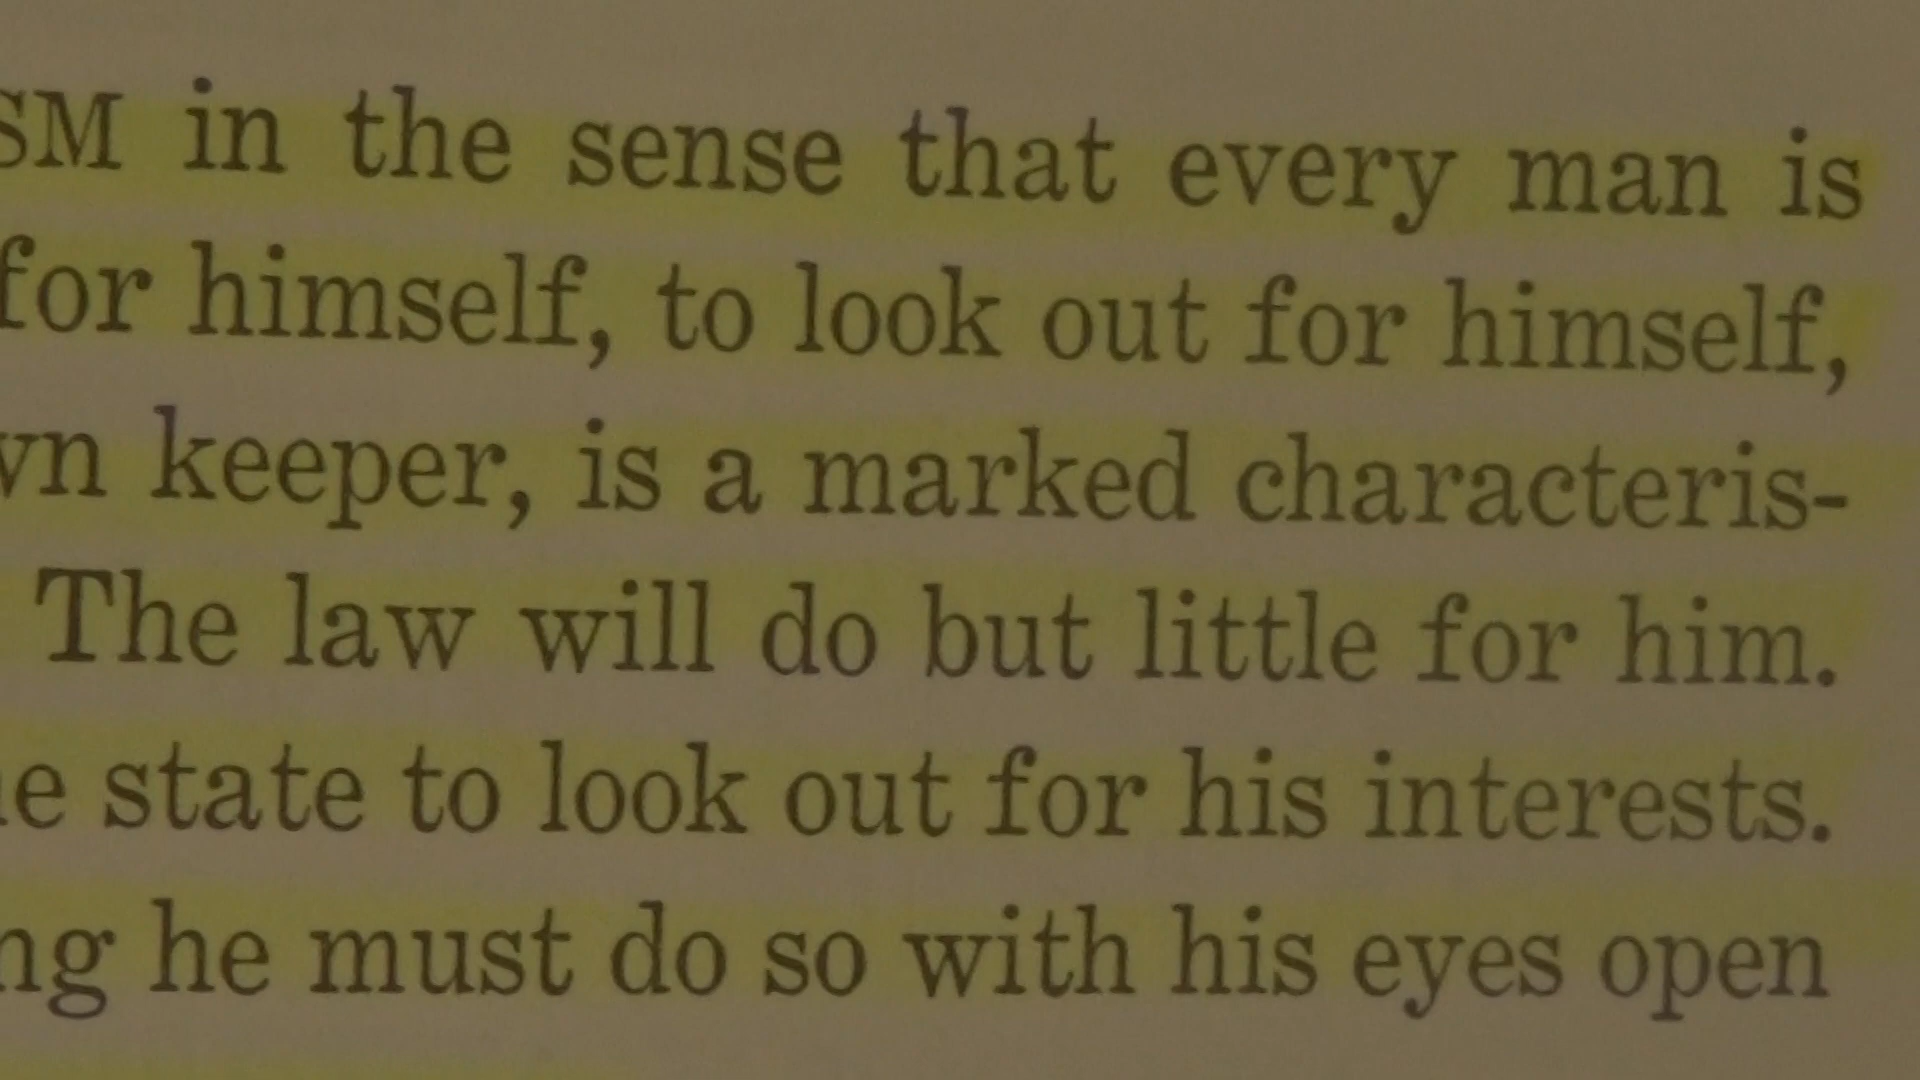 SM in the sense that every man is
for himself, to look out for himself,
wn keeper, is a marked characteris-
The law will do but little for him.
e state to look out for his interests.
ng he must do so with his eyes open